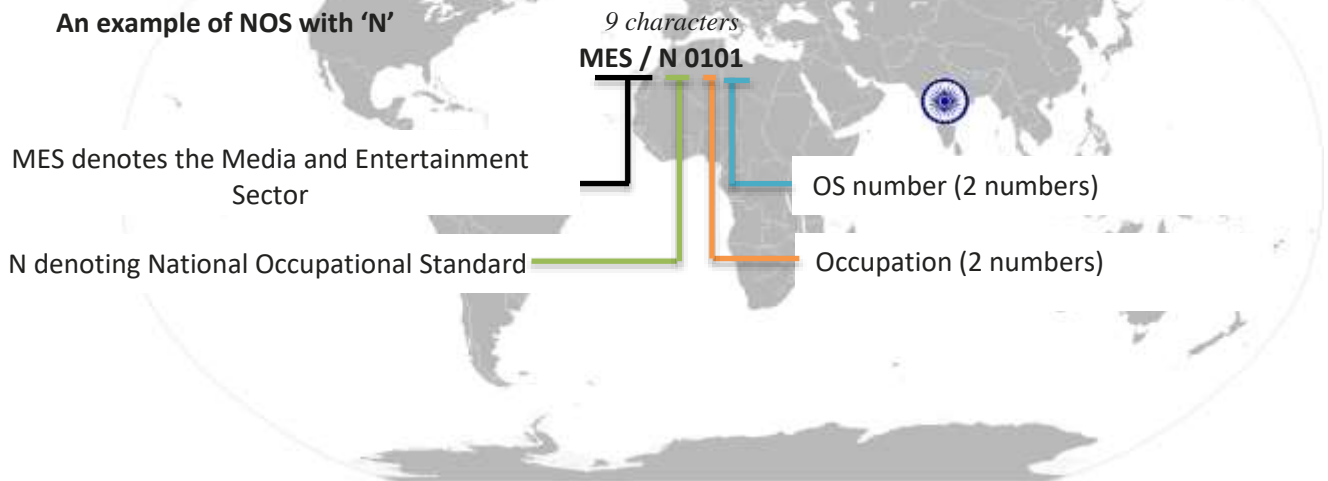 An example of NOS with ‘N’
9 characters
MES / N 0101
MES denotes the Media and Entertainment
Sector
OS number (2 numbers)
N denoting National Occupational Standard
Occupation (2 numbers)